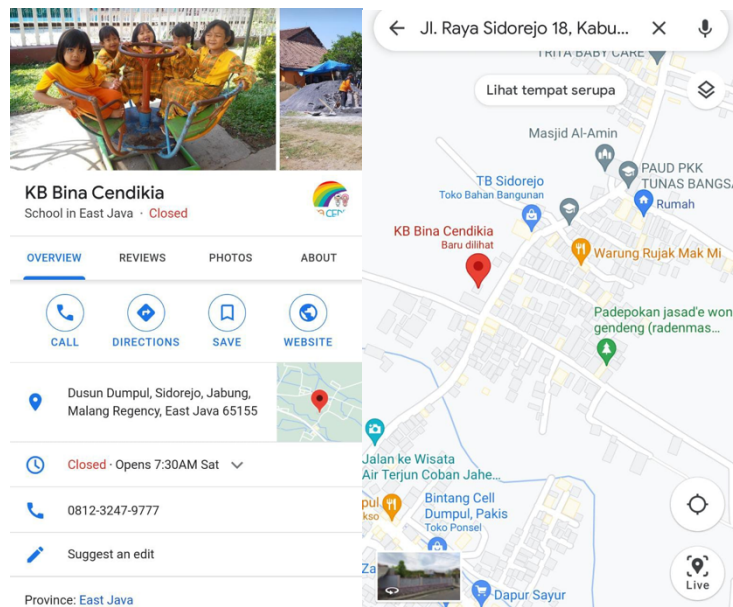 KB Bina Cendikia
School in East Java · Closed
OVERVIEW
REVIEWS
PHOTOS
ABOUT
CALL
DIRECTIONS
SAVE
WEBSITE
Dusun Dumpul, Sidorejo, Jabung,
Malang Regency, East Java 65155
Closed · Opens 7:30AM Sat
0812-3247-9777
Suggest an edit
Province: East Java
Jl. Raya Sidorejo 18, Kabu...
TRITA BABY CARE
Lihat tempat serupa
Masjid Al-Amin
PAUD PKK
TUNAS BANGSA
TB Sidorejo
Toko Bahan Bangunan
Rumah
KB Bina Cendikia
Baru dilihat
Warung Rujak Mak Mi
Padepokan jasad'e won
gendeng (radenmas...
Jalan ke Wisata
Air Terjun Coban Jahe...
Bintang Cell
Dumpul, Pakis
Toko Ponsel
Dapur Sayur
Live